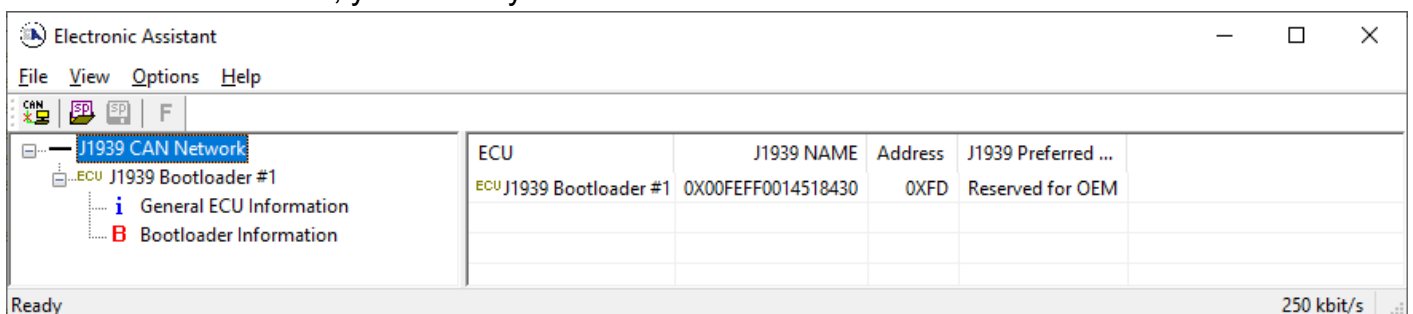 Electronic Assistant
File View Options Help
CAN SP SP F
J1939 CAN Network
ECU J1939 Bootloader #1
i General ECU Information
B Bootloader Information
ECU J1939 NAME Address J1939 Preferred ...
ECU J1939 Bootloader #1 0X00FEFF0014518430 0XFD Reserved for OEM
Ready 250 kbit/s